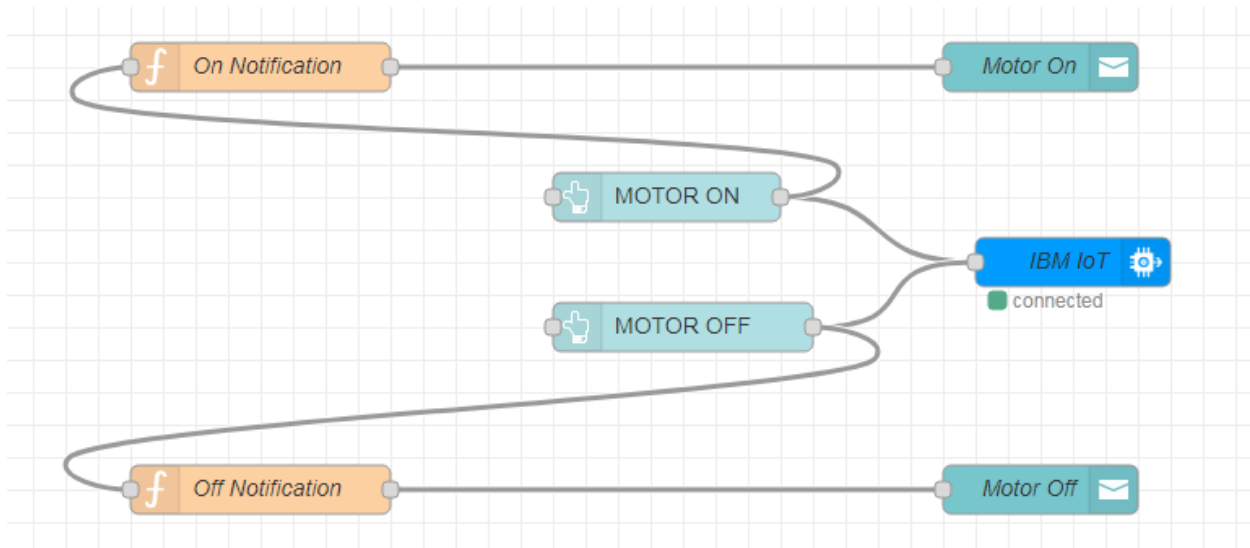 On Notification
Motor On
MOTOR ON
IBM IoT
connected
MOTOR OFF
Off Notification
Motor Off